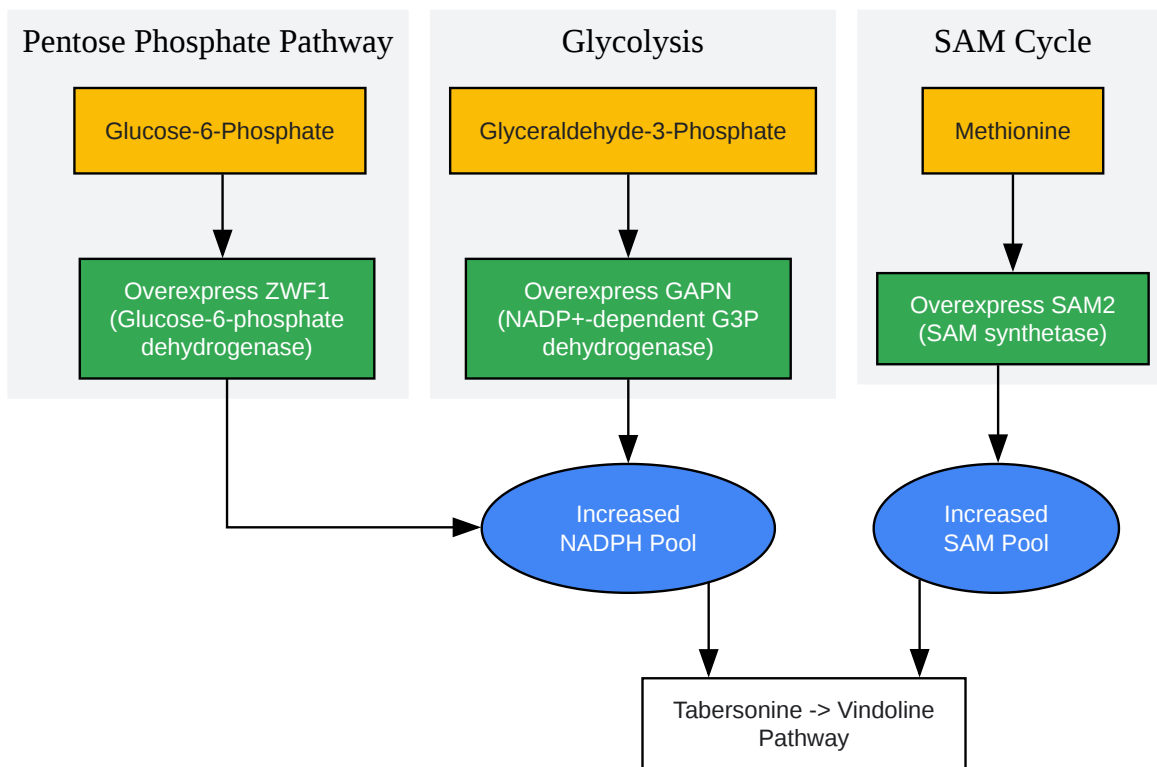 Pentose Phosphate Pathway
Glucose-6-Phosphate
Overexpress ZWF1
(Glucose-6-phosphate
dehydrogenase)
Glycolysis
Glyceraldehyde-3-Phosphate
Overexpress GAPN
(NADP+-dependent G3P
dehydrogenase)
SAM Cycle
Methionine
Overexpress SAM2
(SAM synthetase)
Increased
NADPH Pool
Increased
SAM Pool
Tabersonine -> Vindoline
Pathway